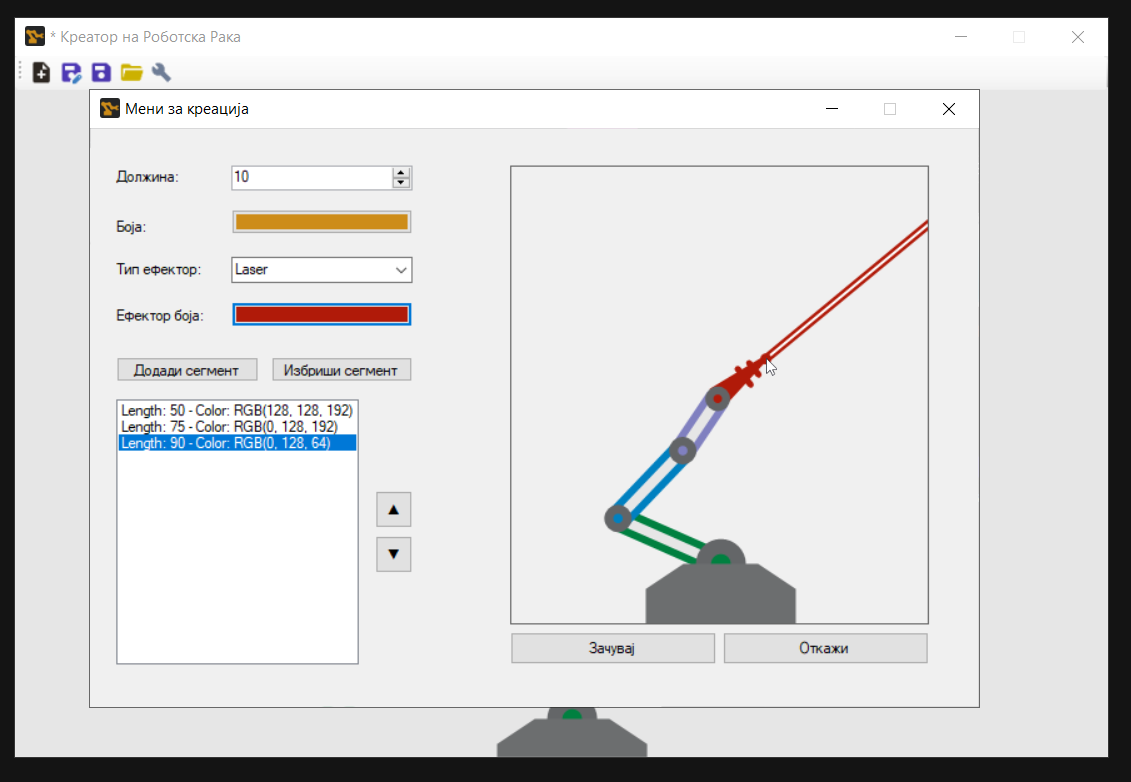 * Креатор на Роботска Рака
Мени за креација
Должина:
10
Боја:
Тип ефектор:
Laser
Ефектор боја:
Додади сегмент
Избриши сегмент
Length: 50 - Color: RGB(128, 128, 192)
Length: 75 - Color: RGB(0, 128, 192)
Length: 90 - Color: RGB(0, 128, 64)
Зачувај
Откажи